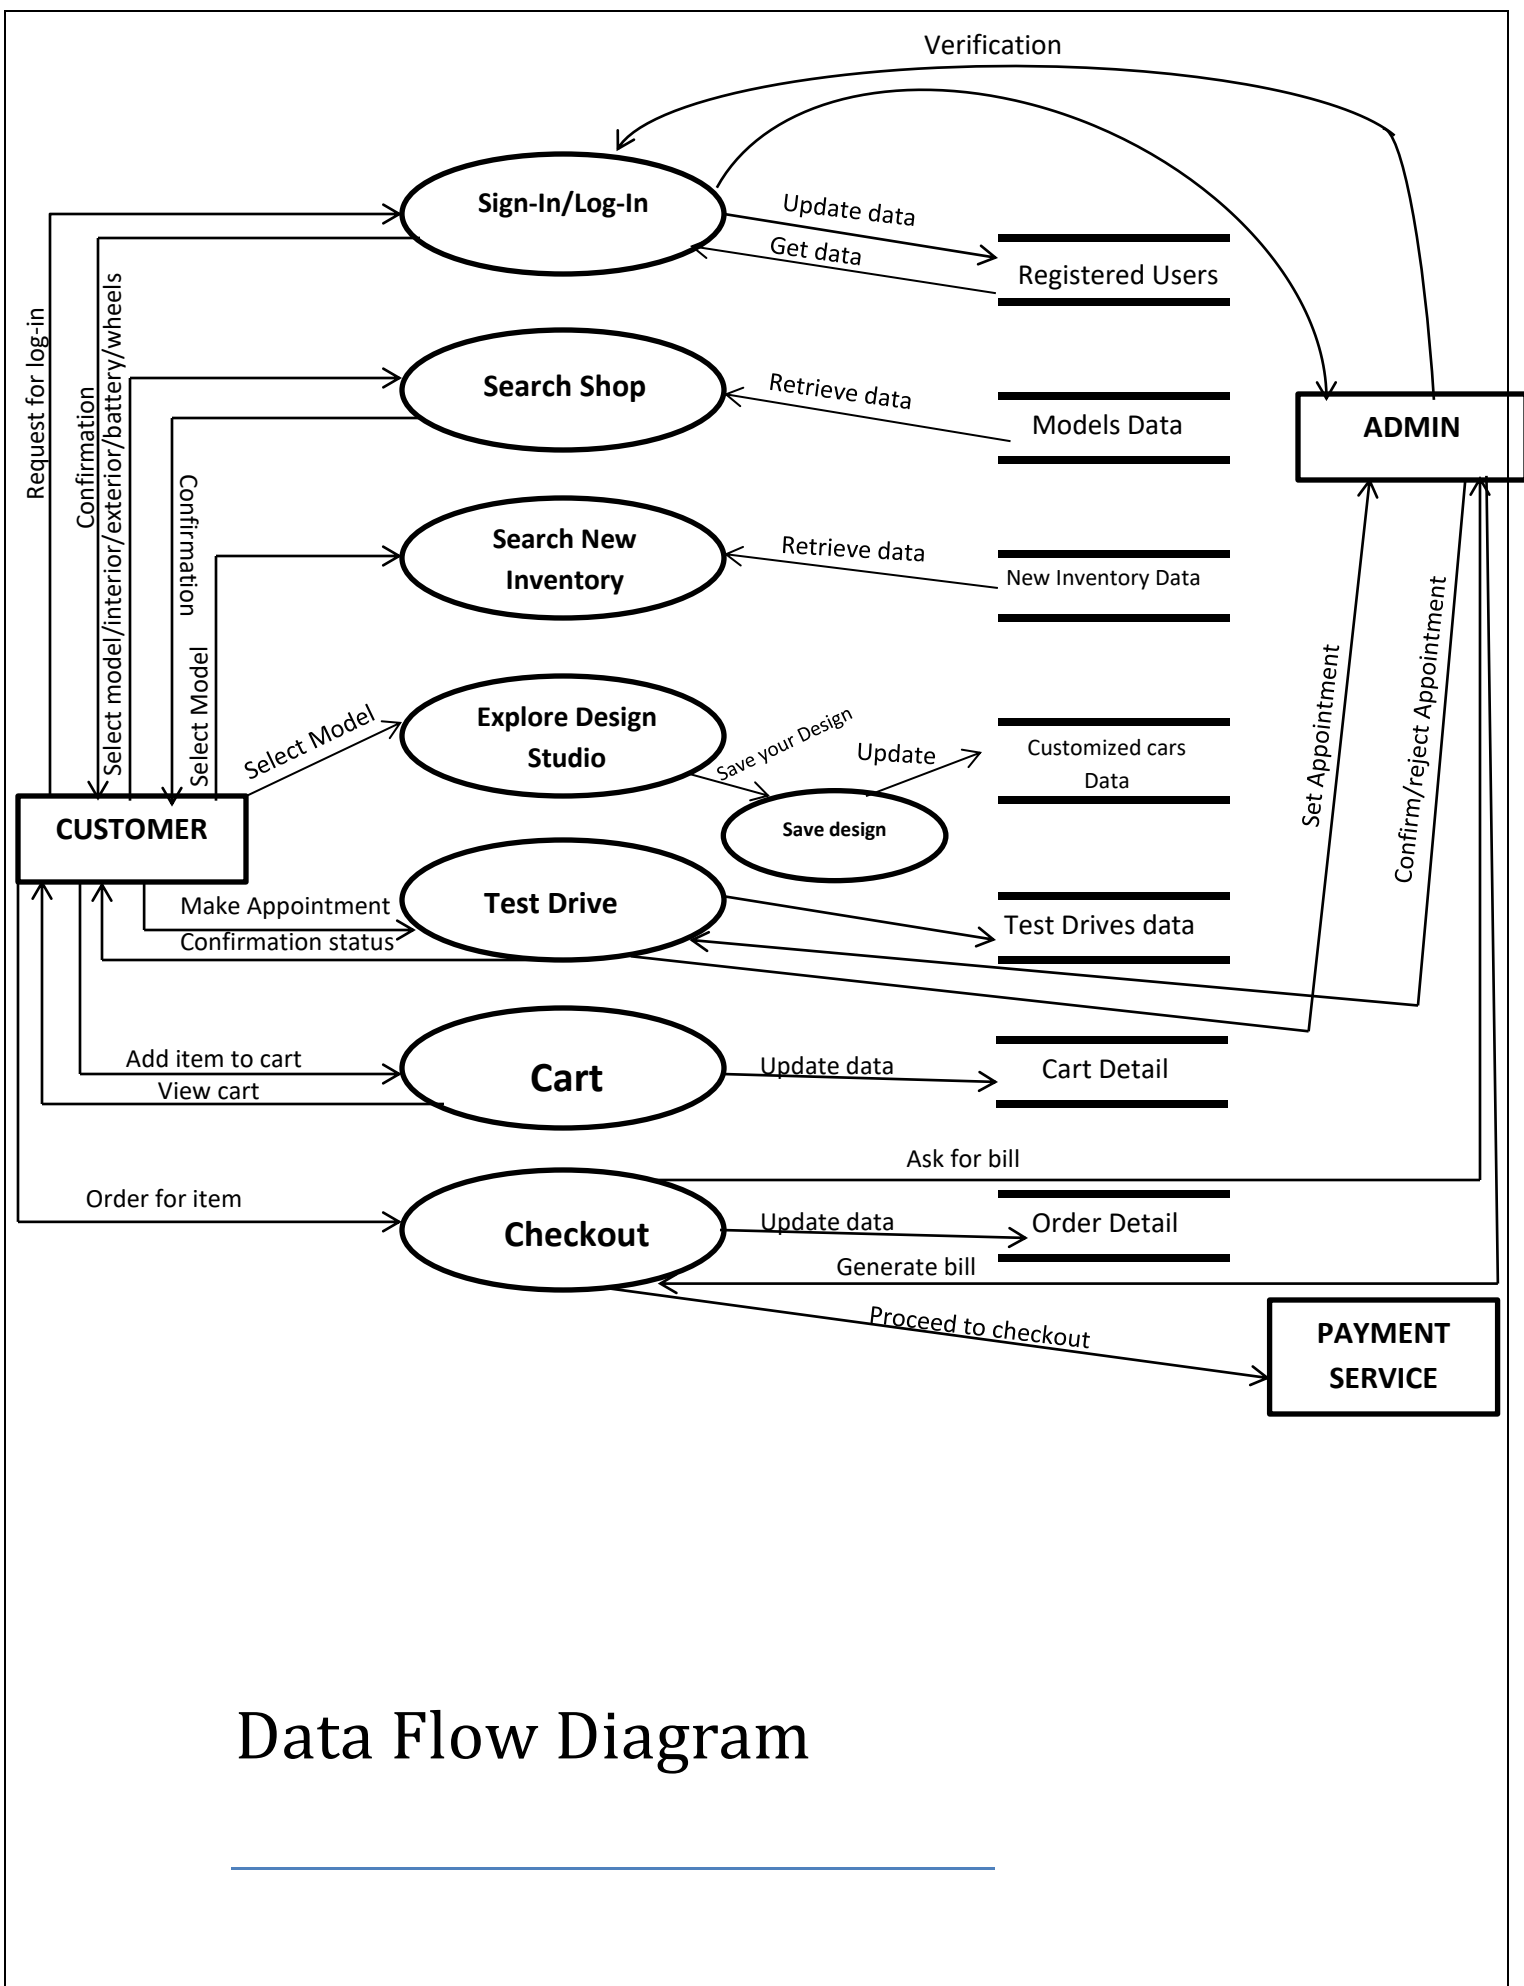 Verification
Sign-In/Log-In
Update data
Get data
Registered Users
Request for log-in
Confirmation
Select model/interior/exterior/battery/wheels
Search Shop
Retrieve data
Models Data
ADMIN
Confirmation
Search New
Inventory
Retrieve data
New Inventory Data
Select Model
Select Model
Explore Design
Studio
Save your Design
Update
Customized cars
Data
Set Appointment
Confirm/reject Appointment
CUSTOMER
Save design
Make Appointment
Confirmation status
Test Drive
Test Drives data
Add item to cart
View cart
Cart
Update data
Cart Detail
Ask for bill
Order for item
Checkout
Update data
Order Detail
Generate bill
Proceed to checkout
PAYMENT
SERVICE
Data Flow Diagram